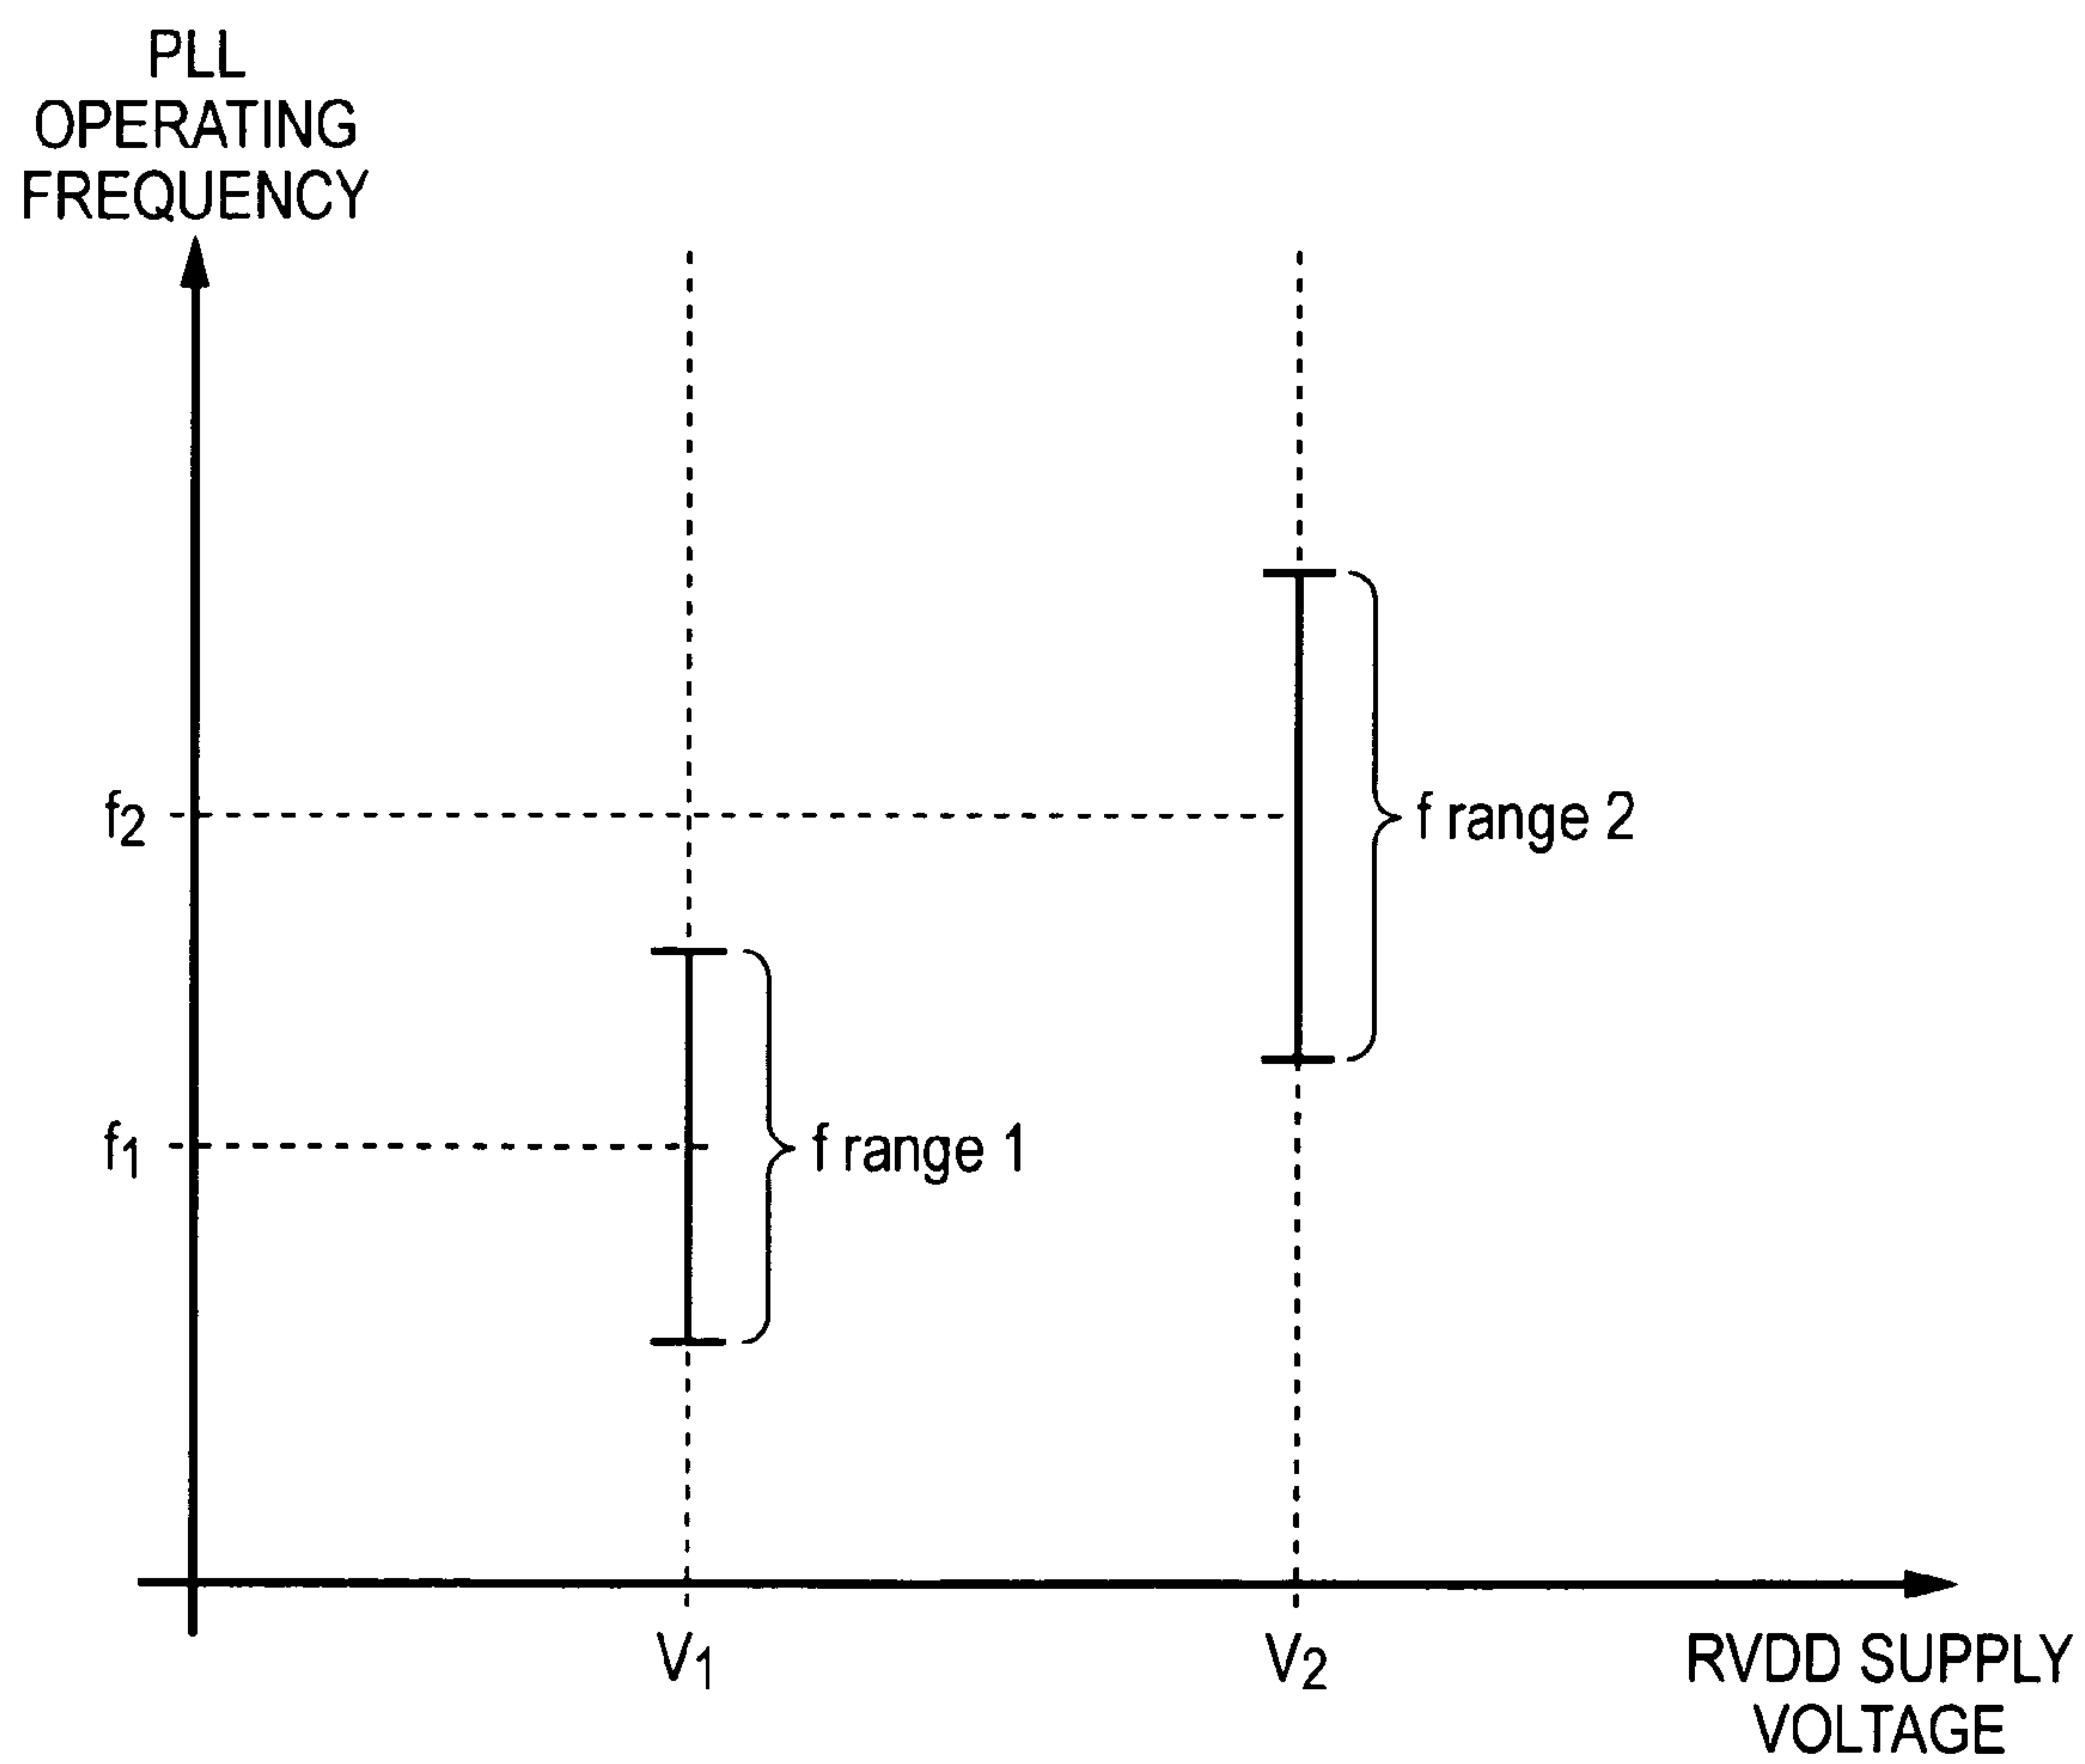 PLL
OPERATING
FREQUENCY
f2
f range 2
f1
f range 1
V1
V2
RVDD SUPPLY
VOLTAGE